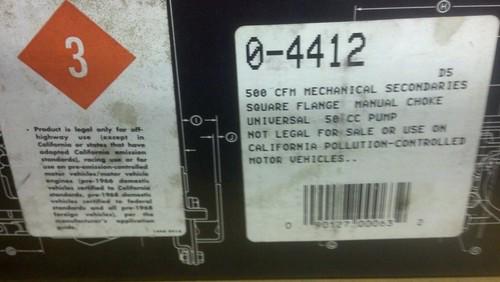 3
• Product is legal only for off-
highway use (except in
California or states that have
adopted California emission
standards), racing use or for
use on pre-emission-controlled
motor vehicles/motor vehicle
engines (pre-1966 domestic
vehicles certified to California
standards, pre-1968 domestic
vehicles certified to federal
standards and all pre-1968
foreign vehicles), per the
manufacturer's application
guide.
0-4412
D5
500 CFM MECHANICAL SECONDARIES
SQUARE FLANGE MANUAL CHOKE
UNIVERSAL 50 CC PUMP
NOT LEGAL FOR SALE OR USE ON
CALIFORNIA POLLUTION-CONTROLLED
MOTOR VEHICLES..
0 90127 00063 2
H
I
J